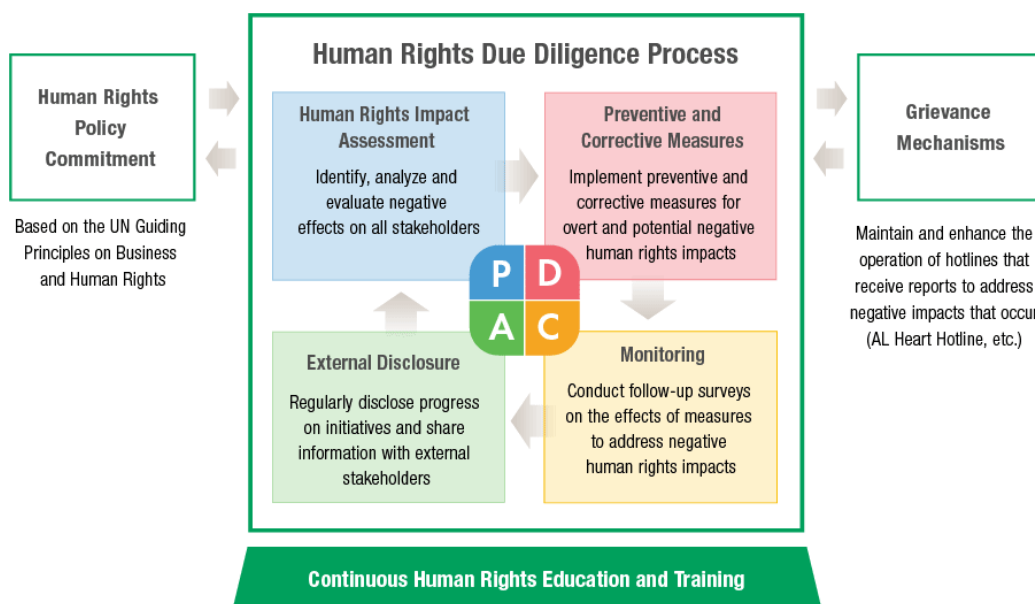 Human Rights
Policy
Commitment
Based on the UN Guiding
Principles on Business
and Human Rights
Human Rights Due Diligence Process
Human Rights Impact
Assessment
Identify, analyze and
evaluate negative
effects on all stakeholders
Preventive and
Corrective Measures
Implement preventive and
corrective measures for
overt and potential negative
human rights impacts
P D
A C
External Disclosure
Regularly disclose progress
on initiatives and share
information with external
stakeholders
Monitoring
Conduct follow-up surveys
on the effects of measures
to address negative
human rights impacts
Grievance
Mechanisms
Maintain and enhance the
operation of hotlines that
receive reports to address
negative impacts that occur
(AL Heart Hotline, etc.)
Continuous Human Rights Education and Training